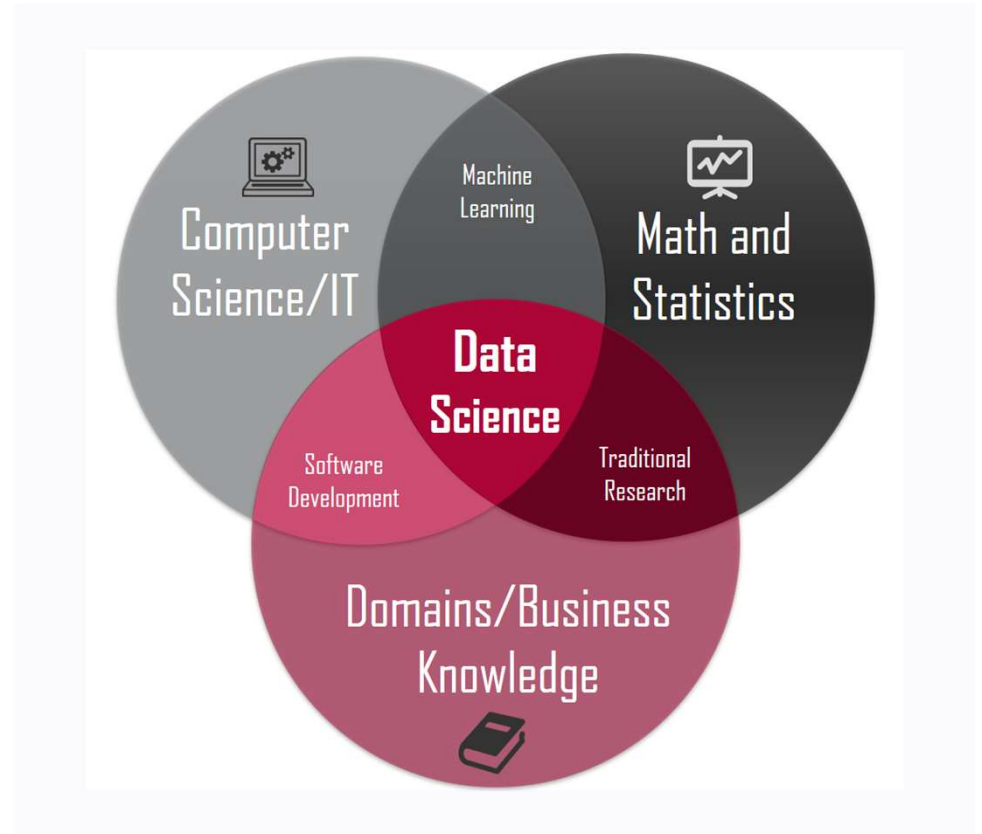 Machine
Learning
Computer
Science/IT
Math and
Statistics
Data
Science
Software
Development
Traditional
Research
Domains/Business
Knowledge